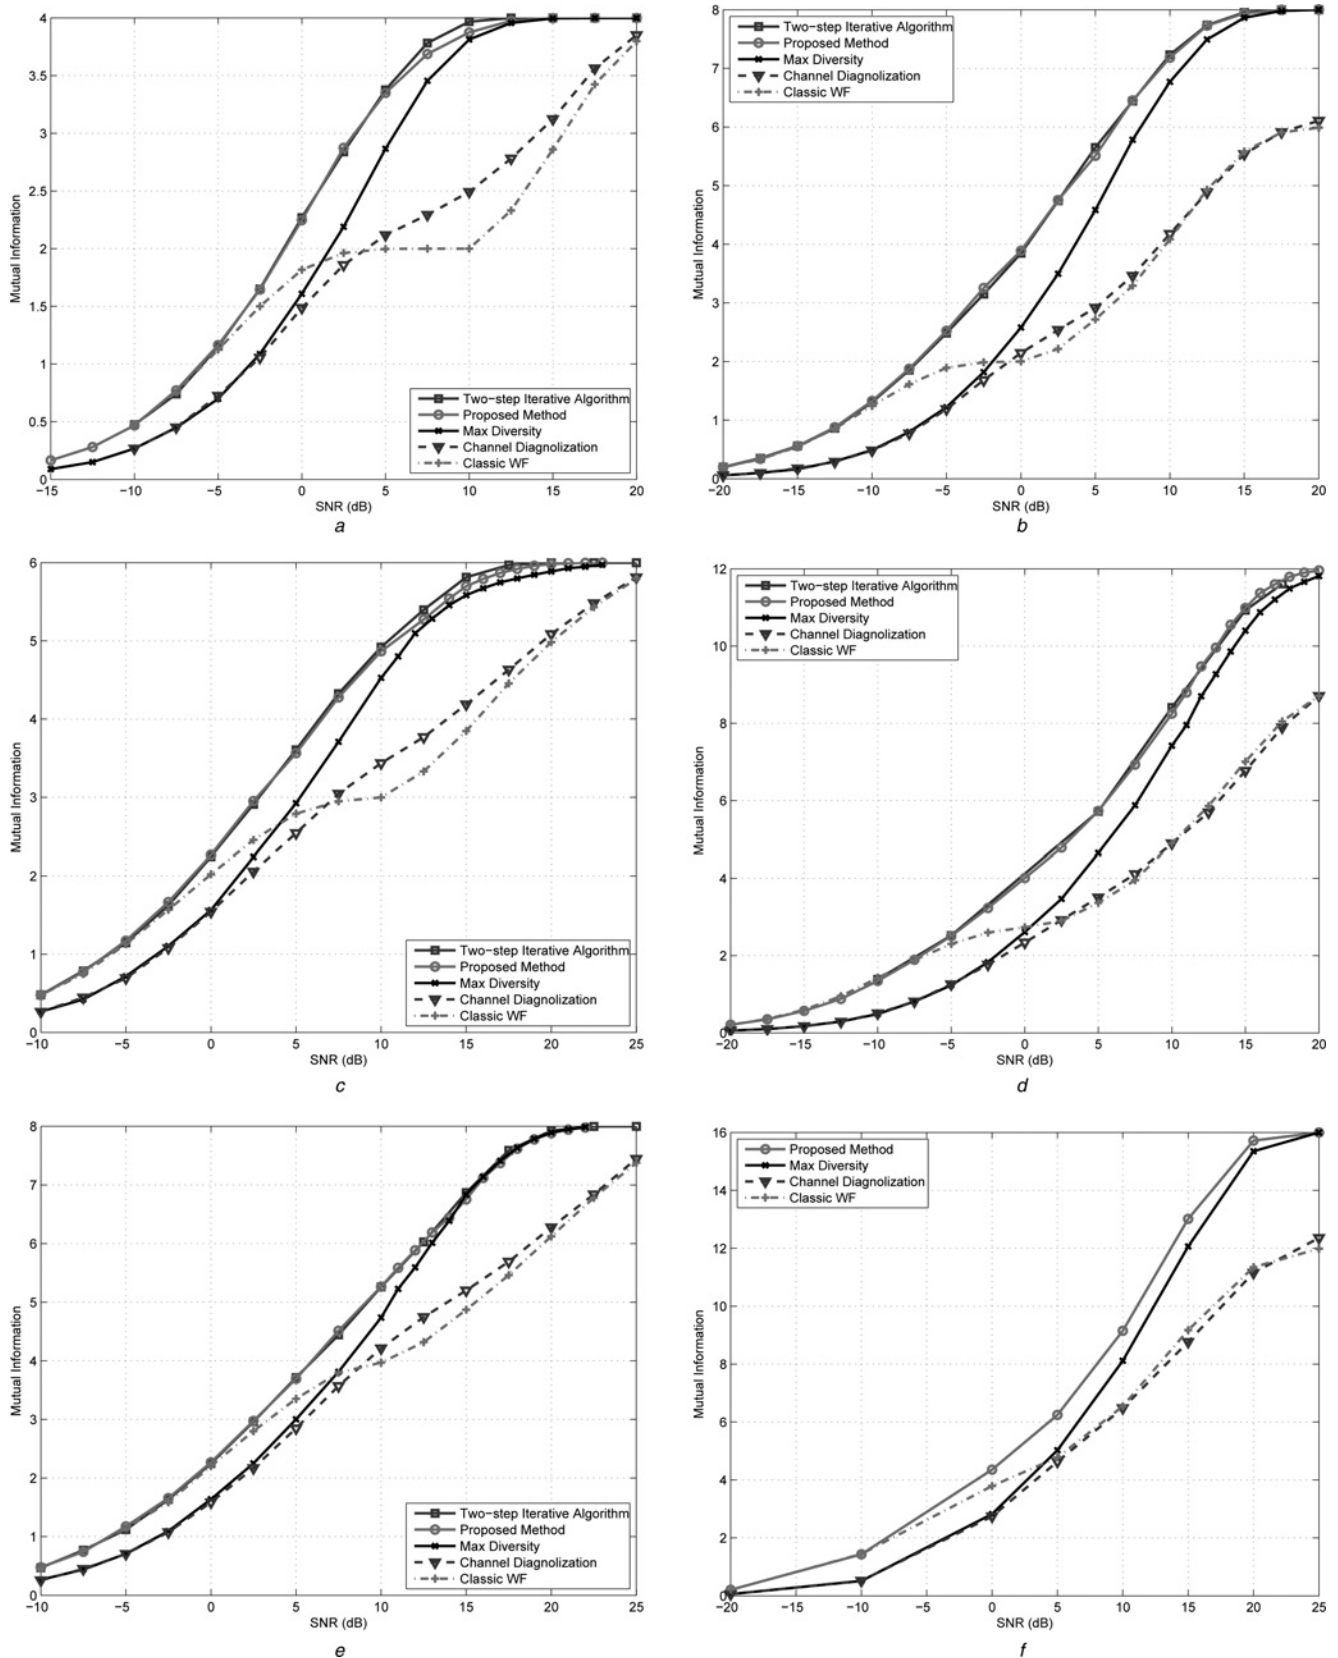 4
3.5
3
2.5
2
1.5
1
0.5
0
Mutual Information
Two-step Iterative Algorithm
Proposed Method
Max Diversity
Channel Diagnolization
Classic WF
-15 -10 -5 0 5 10 15 20
SNR (dB)
a
8
7
6
5
4
3
2
1
0
Mutual Information
Two-step Iterative Algorithm
Proposed Method
Max Diversity
Channel Diagnolization
Classic WF
-20 -15 -10 -5 0 5 10 15 20
SNR (dB)
b
6
5
4
3
2
1
0
Mutual Information
Two-step Iterative Algorithm
Proposed Method
Max Diversity
Channel Diagnolization
Classic WF
-10 -5 0 5 10 15 20 25
SNR (dB)
c
12
10
8
6
4
2
0
Mutual Information
Two-step Iterative Algorithm
Proposed Method
Max Diversity
Channel Diagnolization
Classic WF
-20 -15 -10 -5 0 5 10 15 20
SNR (dB)
d
8
7
6
5
4
3
2
1
0
Mutual Information
Two-step Iterative Algorithm
Proposed Method
Max Diversity
Channel Diagnolization
Classic WF
-10 -5 0 5 10 15 20 25
SNR (dB)
e
16
14
12
10
8
6
4
2
0
Mutual Information
Proposed Method
Max Diversity
Channel Diagnolization
Classic WF
-20 -15 -10 -5 0 5 10 15 20 25
SNR (dB)
f